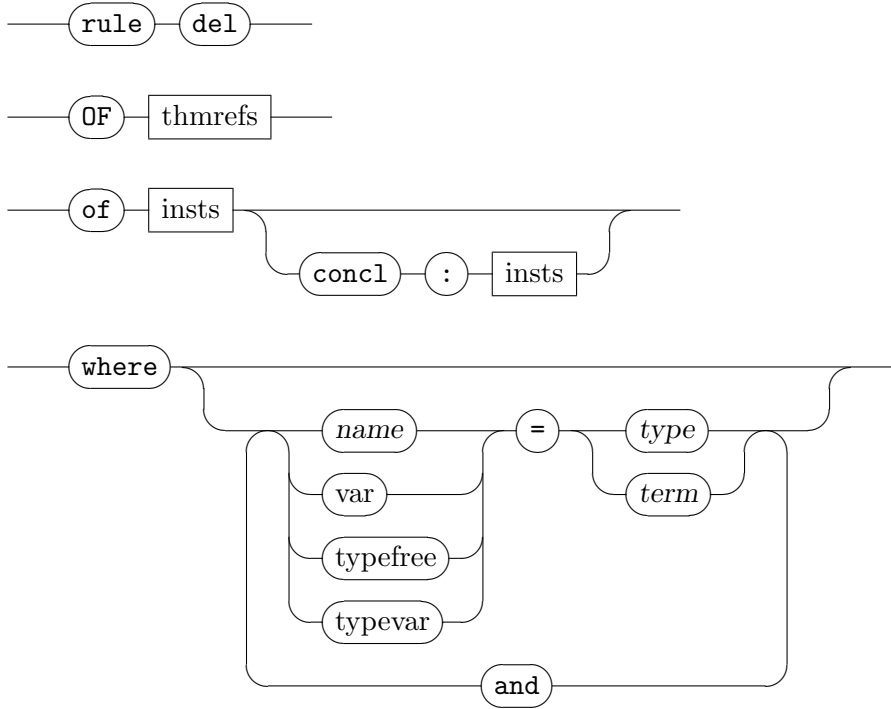 rule del
OF thmrefs
of insts
concl : insts
where
name = type
var term
typefree
typevar
and